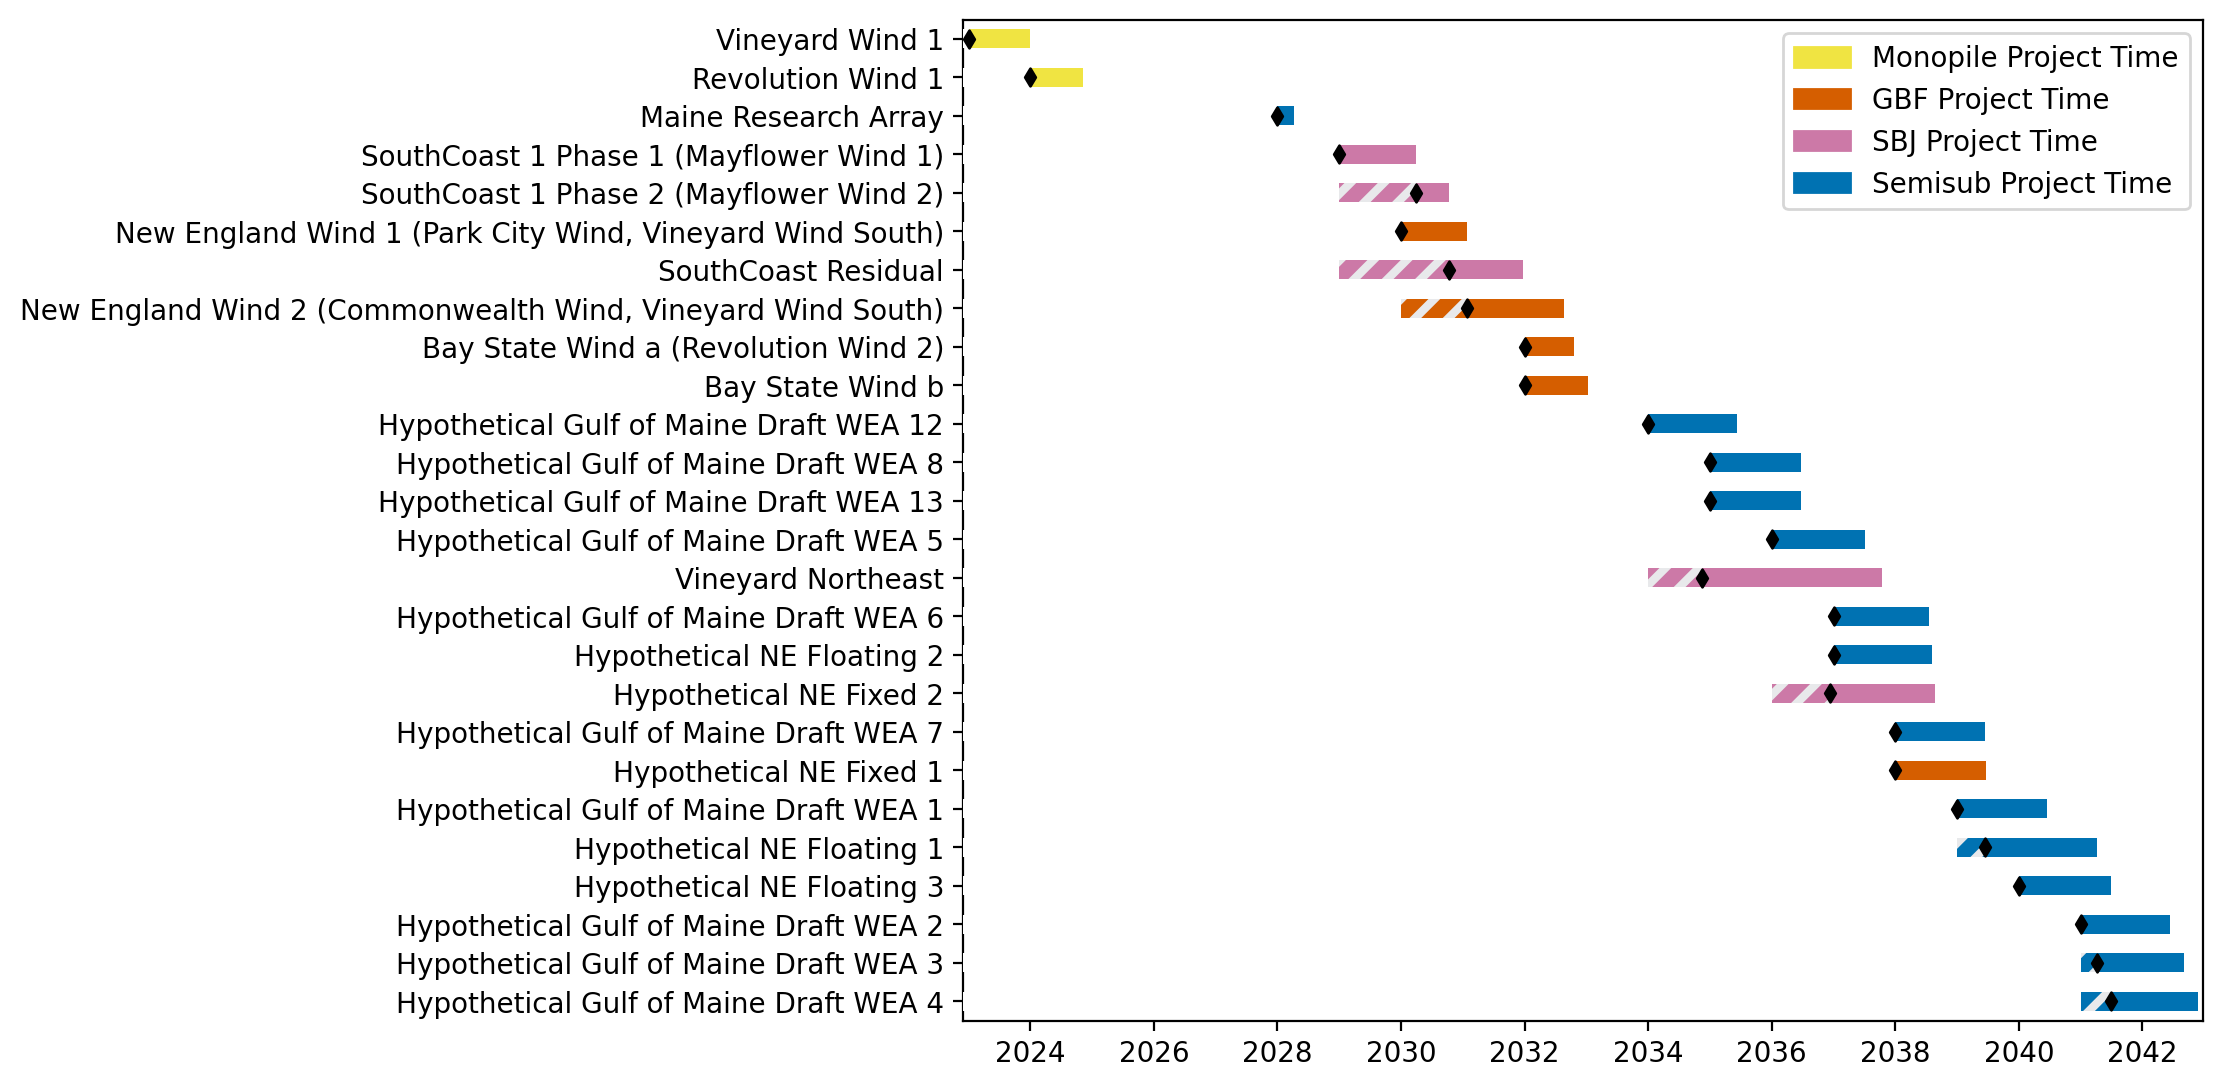 Vineyard Wind 1
Revolution Wind 1
Maine Research Array
SouthCoast 1 Phase 1 (Mayflower Wind 1)
SouthCoast 1 Phase 2 (Mayflower Wind 2)
New England Wind 1 (Park City Wind, Vineyard Wind South)
SouthCoast Residual
New England Wind 2 (Commonwealth Wind, Vineyard Wind South)
Bay State Wind a (Revolution Wind 2)
Bay State Wind b
Hypothetical Gulf of Maine Draft WEA 12
Hypothetical Gulf of Maine Draft WEA 8
Hypothetical Gulf of Maine Draft WEA 13
Hypothetical Gulf of Maine Draft WEA 5
Vineyard Northeast
Hypothetical Gulf of Maine Draft WEA 6
Hypothetical NE Floating 2
Hypothetical NE Fixed 2
Hypothetical Gulf of Maine Draft WEA 7
Hypothetical NE Fixed 1
Hypothetical Gulf of Maine Draft WEA 1
Hypothetical NE Floating 1
Hypothetical NE Floating 3
Hypothetical Gulf of Maine Draft WEA 2
Hypothetical Gulf of Maine Draft WEA 3
Hypothetical Gulf of Maine Draft WEA 4
Monopile Project Time
GBF Project Time
SBJ Project Time
Semisub Project Time
2024 2026 2028 2030 2032 2034 2036 2038 2040 2042